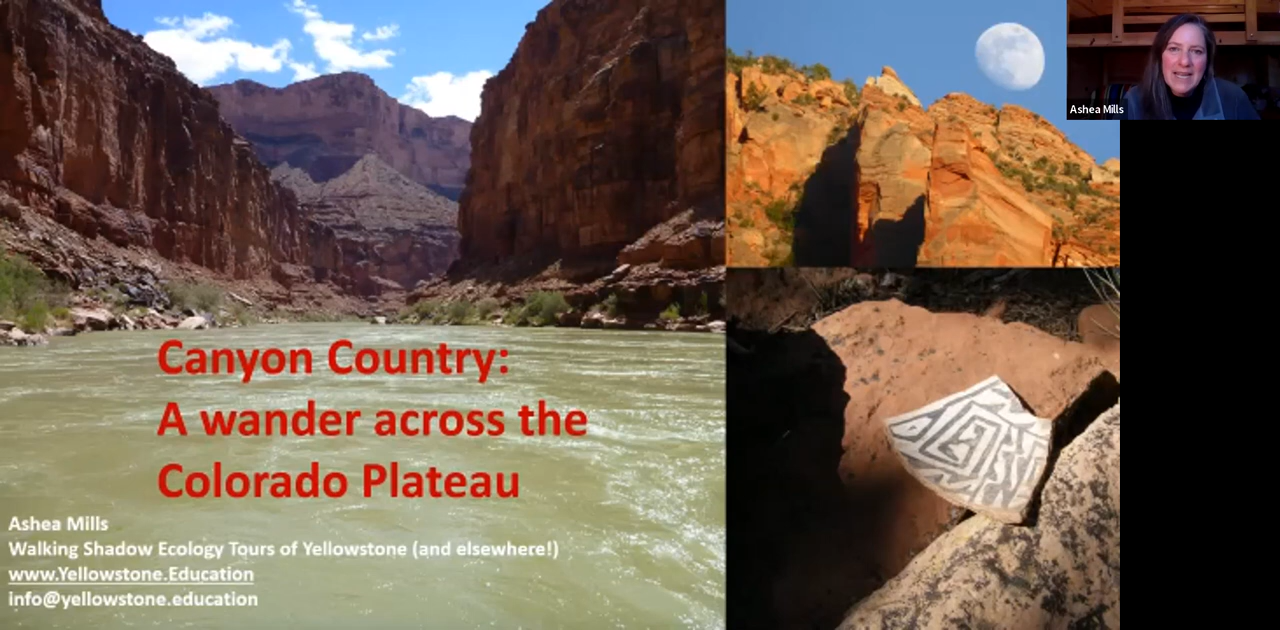 Canyon Country:
A wander across the
Colorado Plateau
Ashea Mills
Walking Shadow Ecology Tours of Yellowstone (and elsewhere!)
www.Yellowstone.Education
info@yellowstone.education
Ashea Mills